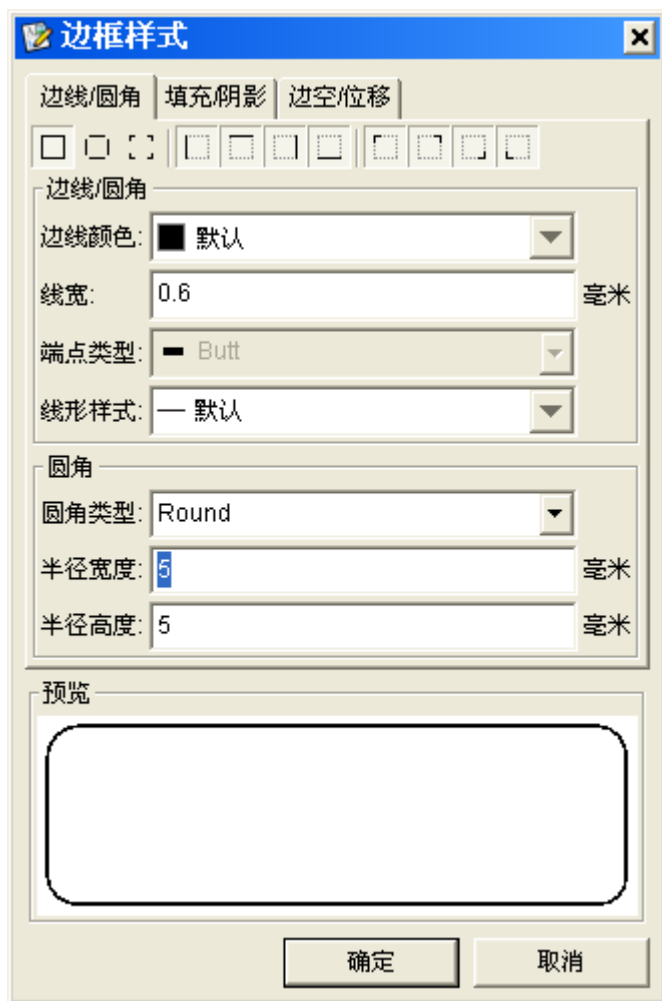 边框样式
边线/圆角 填充/阴影 边空/位移
边线/圆角
边线颜色: 默认
线宽: 0.6 毫米
端点类型: Butt
线形样式: 默认
圆角
圆角类型: Round
半径宽度: 5 毫米
半径高度: 5 毫米
预览
确定 取消